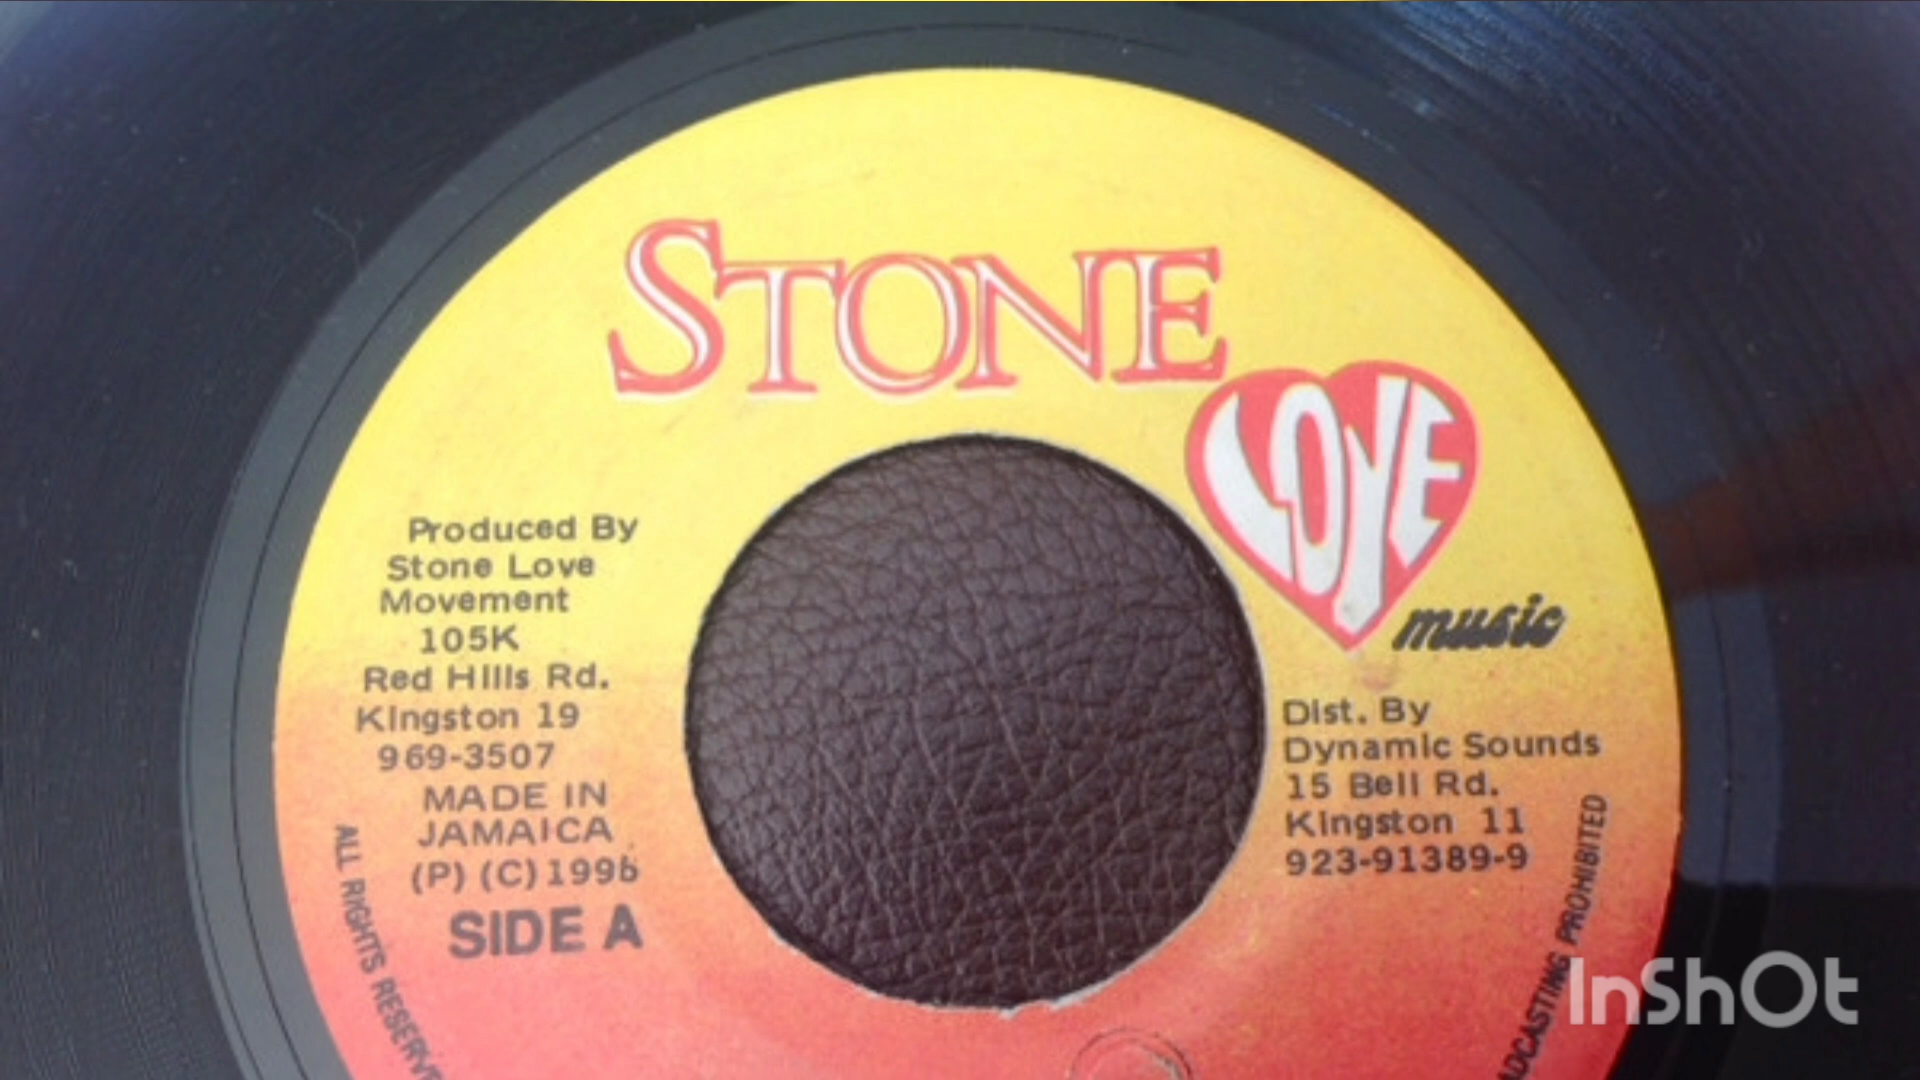 STONE
LOVE
music
Produced By
Stone Love
Movement
105K
Red Hills Rd.
Kingston 19
969-3507
MADE IN
JAMAICA
(P) (C) 1996
SIDE A
Dist. By
Dynamic Sounds
15 Bell Rd.
Kingston 11
923-91389-9
ALL RIGHTS RESERVE
ADCASTING PROHIBITED
InShOt